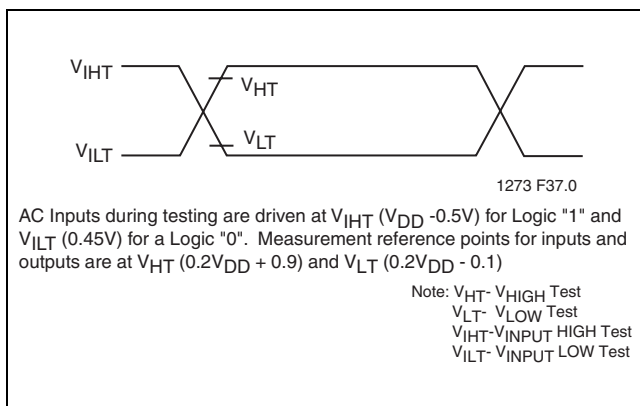 VIHT
VHT
VLT
VILT
1273 F37.0
AC Inputs during testing are driven at VIHT (VDD -0.5V) for Logic "1" and
VILT (0.45V) for a Logic "0". Measurement reference points for inputs and
outputs are at VHT (0.2VDD + 0.9) and VLT (0.2VDD - 0.1)
Note: VHT- VHIGH Test
VLT- VLOW Test
VIHT-VINPUT HIGH Test
VILT- VINPUT LOW Test